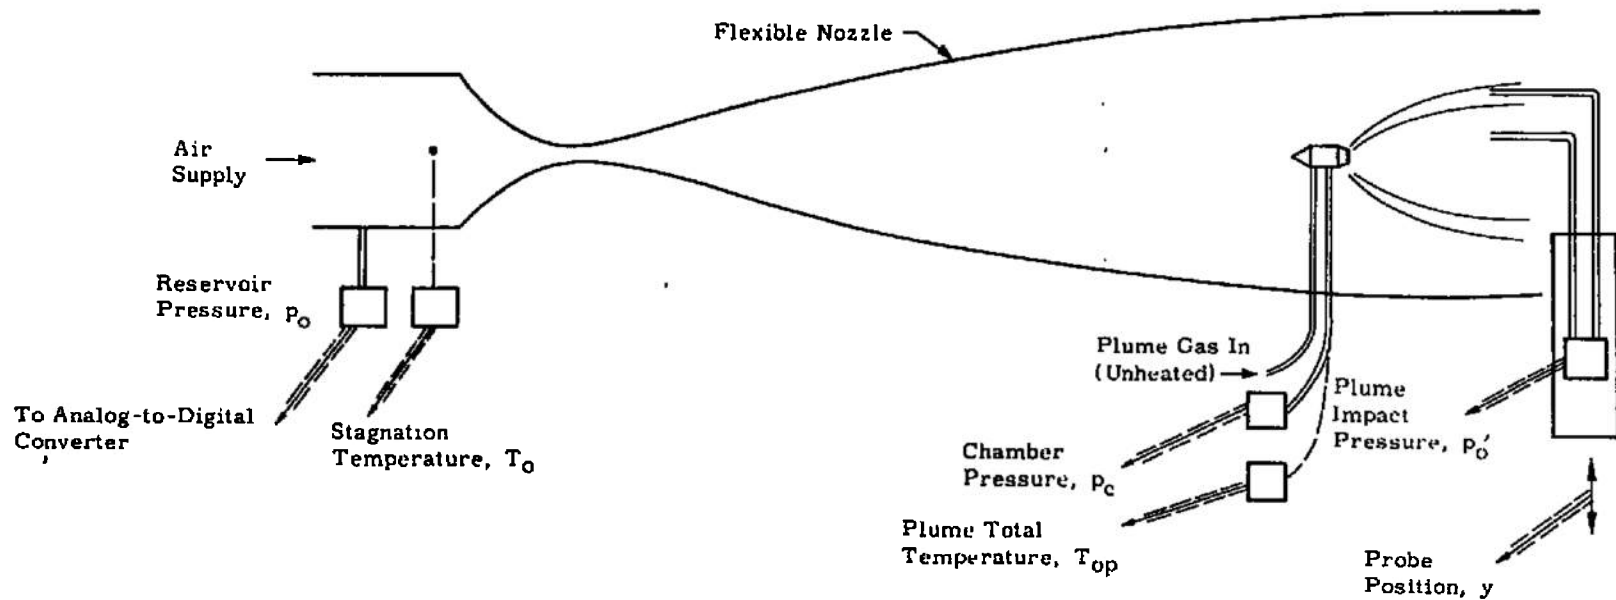 Flexible Nozzle
Air
Supply
Reservoir
Pressure, po
To Analog-to-Digital
Converter
Stagnation
Temperature, To
Plume Gas In
(Unheated)
Chamber
Pressure, pc
Plume Total
Temperature, Top
Plume
Impact
Pressure, po'
Probe
Position, y